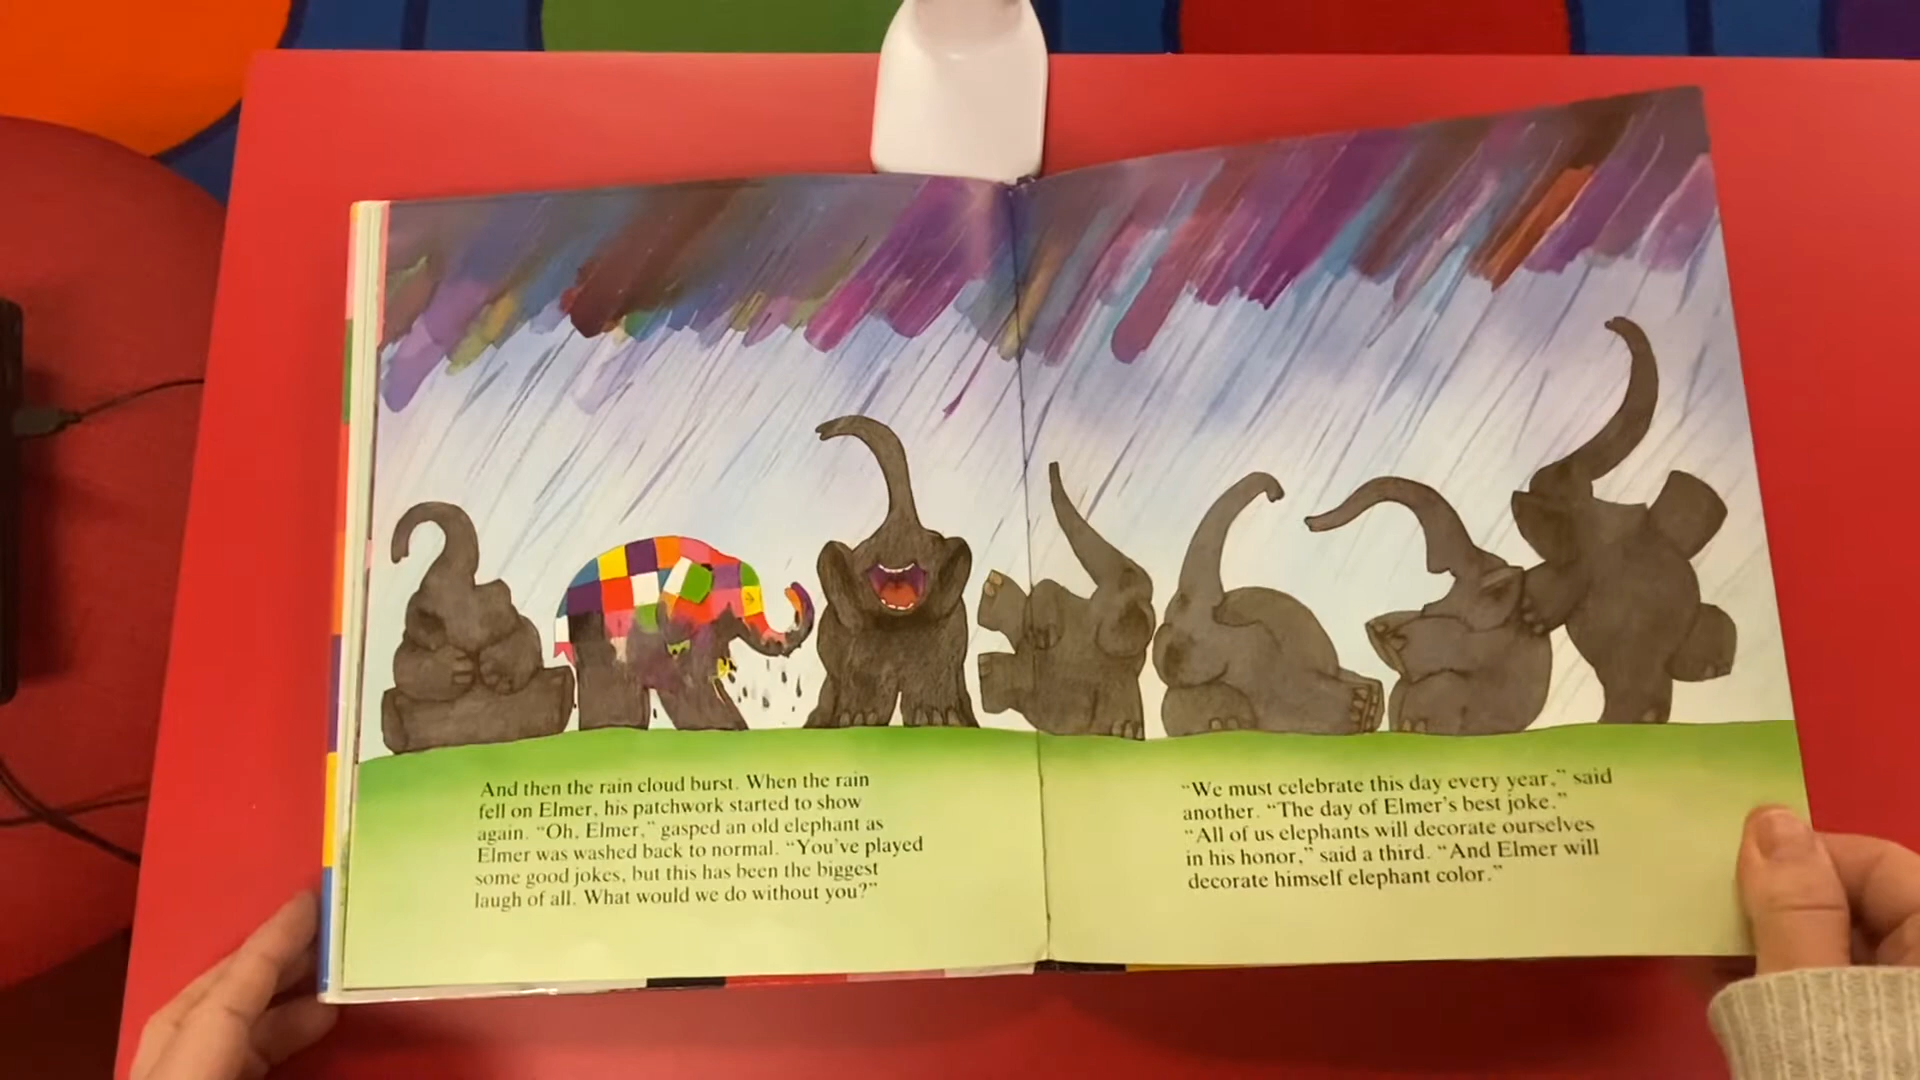 And then the rain cloud burst. When the rain
fell on Elmer, his patchwork started to show
again. “Oh, Elmer,” gasped an old elephant as
Elmer was washed back to normal. “You’ve played
some good jokes, but this has been the biggest
laugh of all. What would we do without you?”
“We must celebrate this day every year,” said
another. “The day of Elmer’s best joke.”
“All of us elephants will decorate ourselves
in his honor,” said a third. “And Elmer will
decorate himself elephant color.”